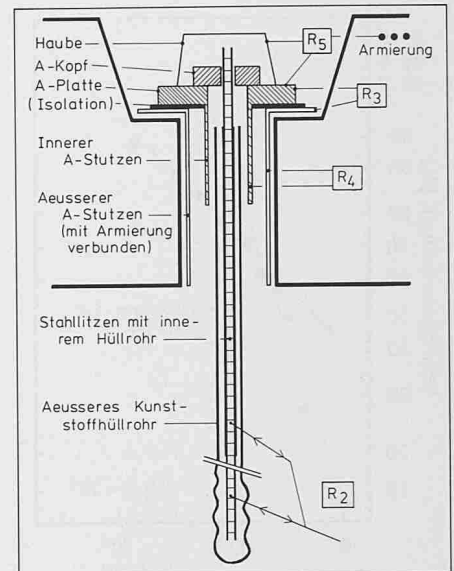 Haube
A-Kopf
A-Platte
(Isolation)
Innerer
A-Stutzen
Aeusserer
A-Stutzen
(mit Armierung
verbunden)
Stahllitzen mit inne-
rem Hüllrohr
Aeusseres Kunst-
stoffhüllrohr
R5
Armierung
R3
R4
R2